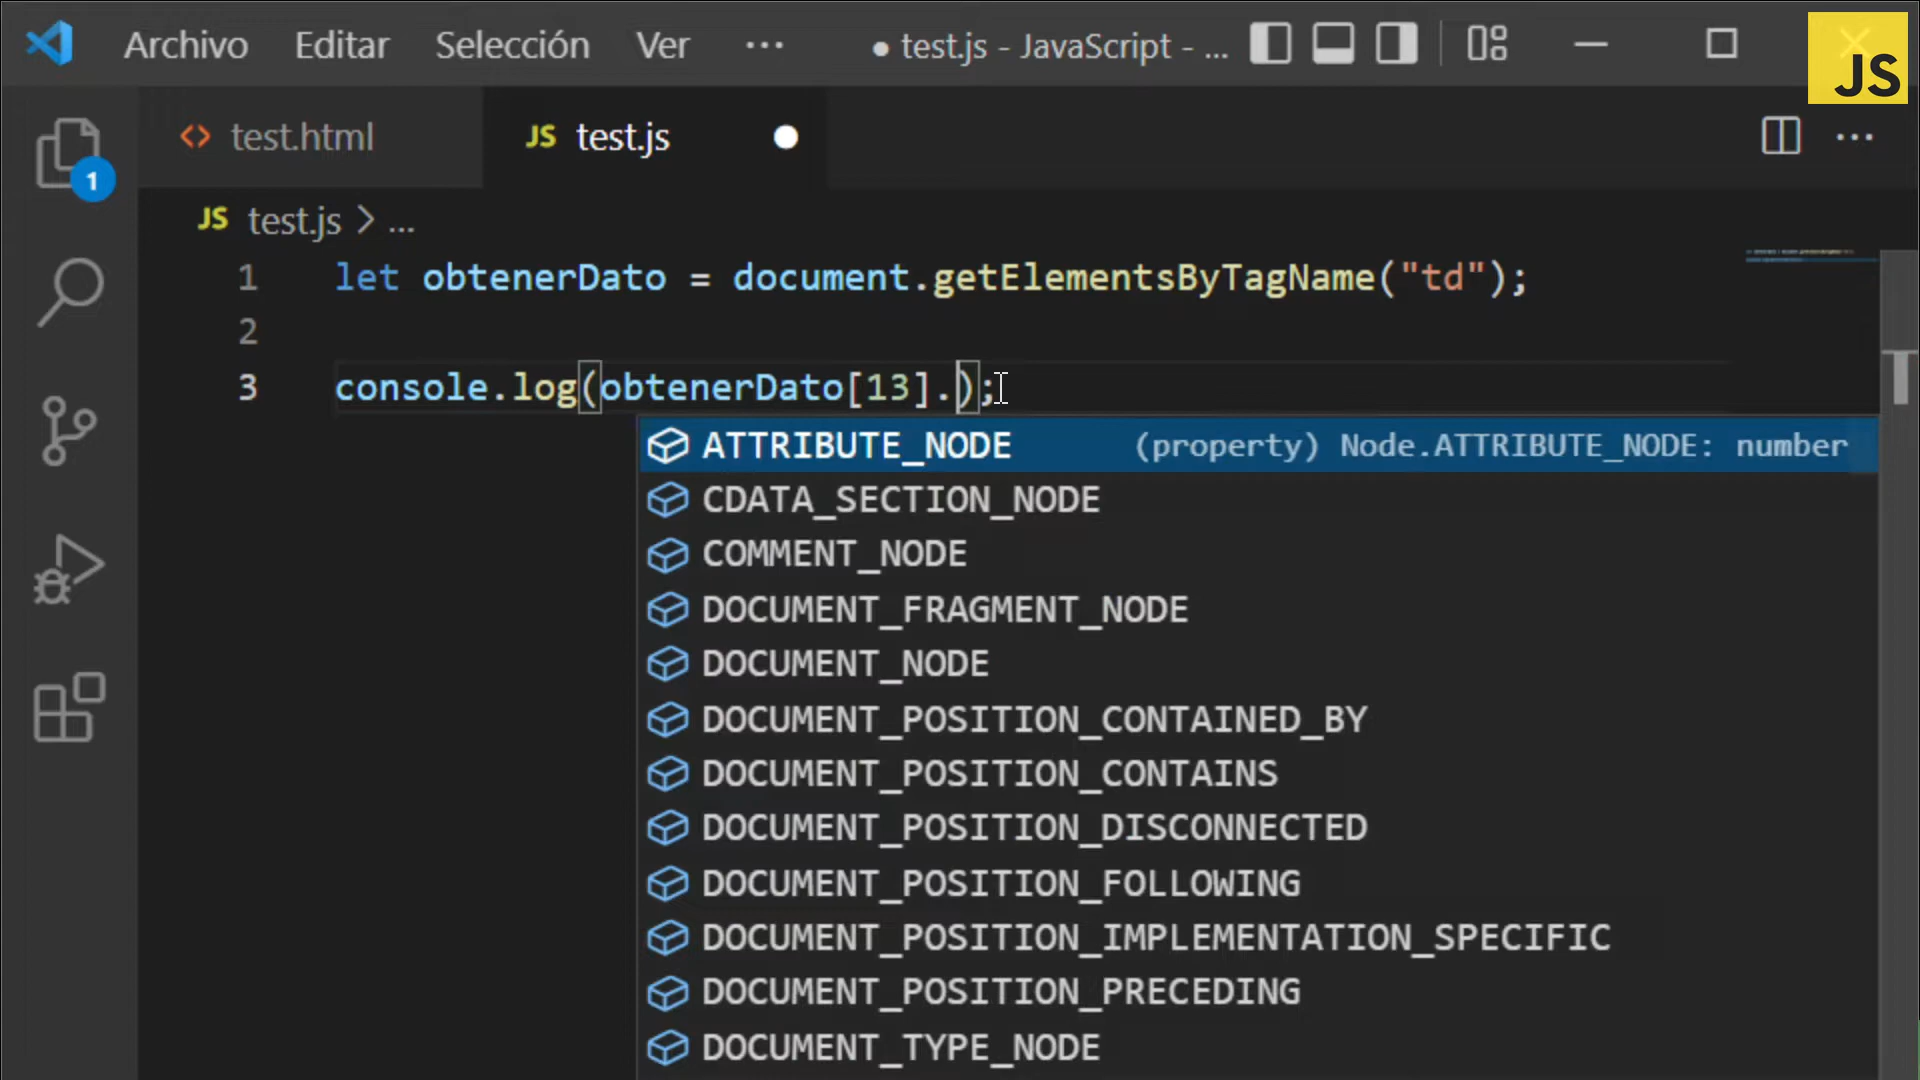 Archivo Editar Selección Ver ··· ● test.js - JavaScript - ...
JS
test.html JS test.js
1
JS test.js > ...
1 let obtenerDato = document.getElementsByTagName("td");
2
3 console.log(obtenerDato[13].);
ATTRIBUTE_NODE (property) Node.ATTRIBUTE_NODE: number
CDATA_SECTION_NODE
COMMENT_NODE
DOCUMENT_FRAGMENT_NODE
DOCUMENT_NODE
DOCUMENT_POSITION_CONTAINED_BY
DOCUMENT_POSITION_CONTAINS
DOCUMENT_POSITION_DISCONNECTED
DOCUMENT_POSITION_FOLLOWING
DOCUMENT_POSITION_IMPLEMENTATION_SPECIFIC
DOCUMENT_POSITION_PRECEDING
DOCUMENT_TYPE_NODE